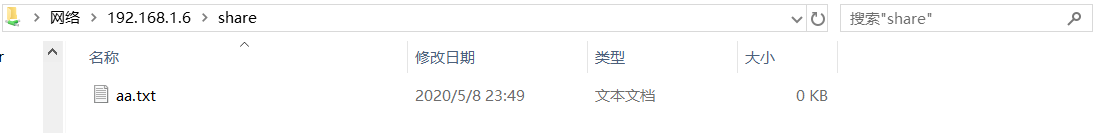 网络 192.168.1.6 share 搜索"share"
名称 修改日期 类型 大小
aa.txt 2020/5/8 23:49 文本文档 0 KB